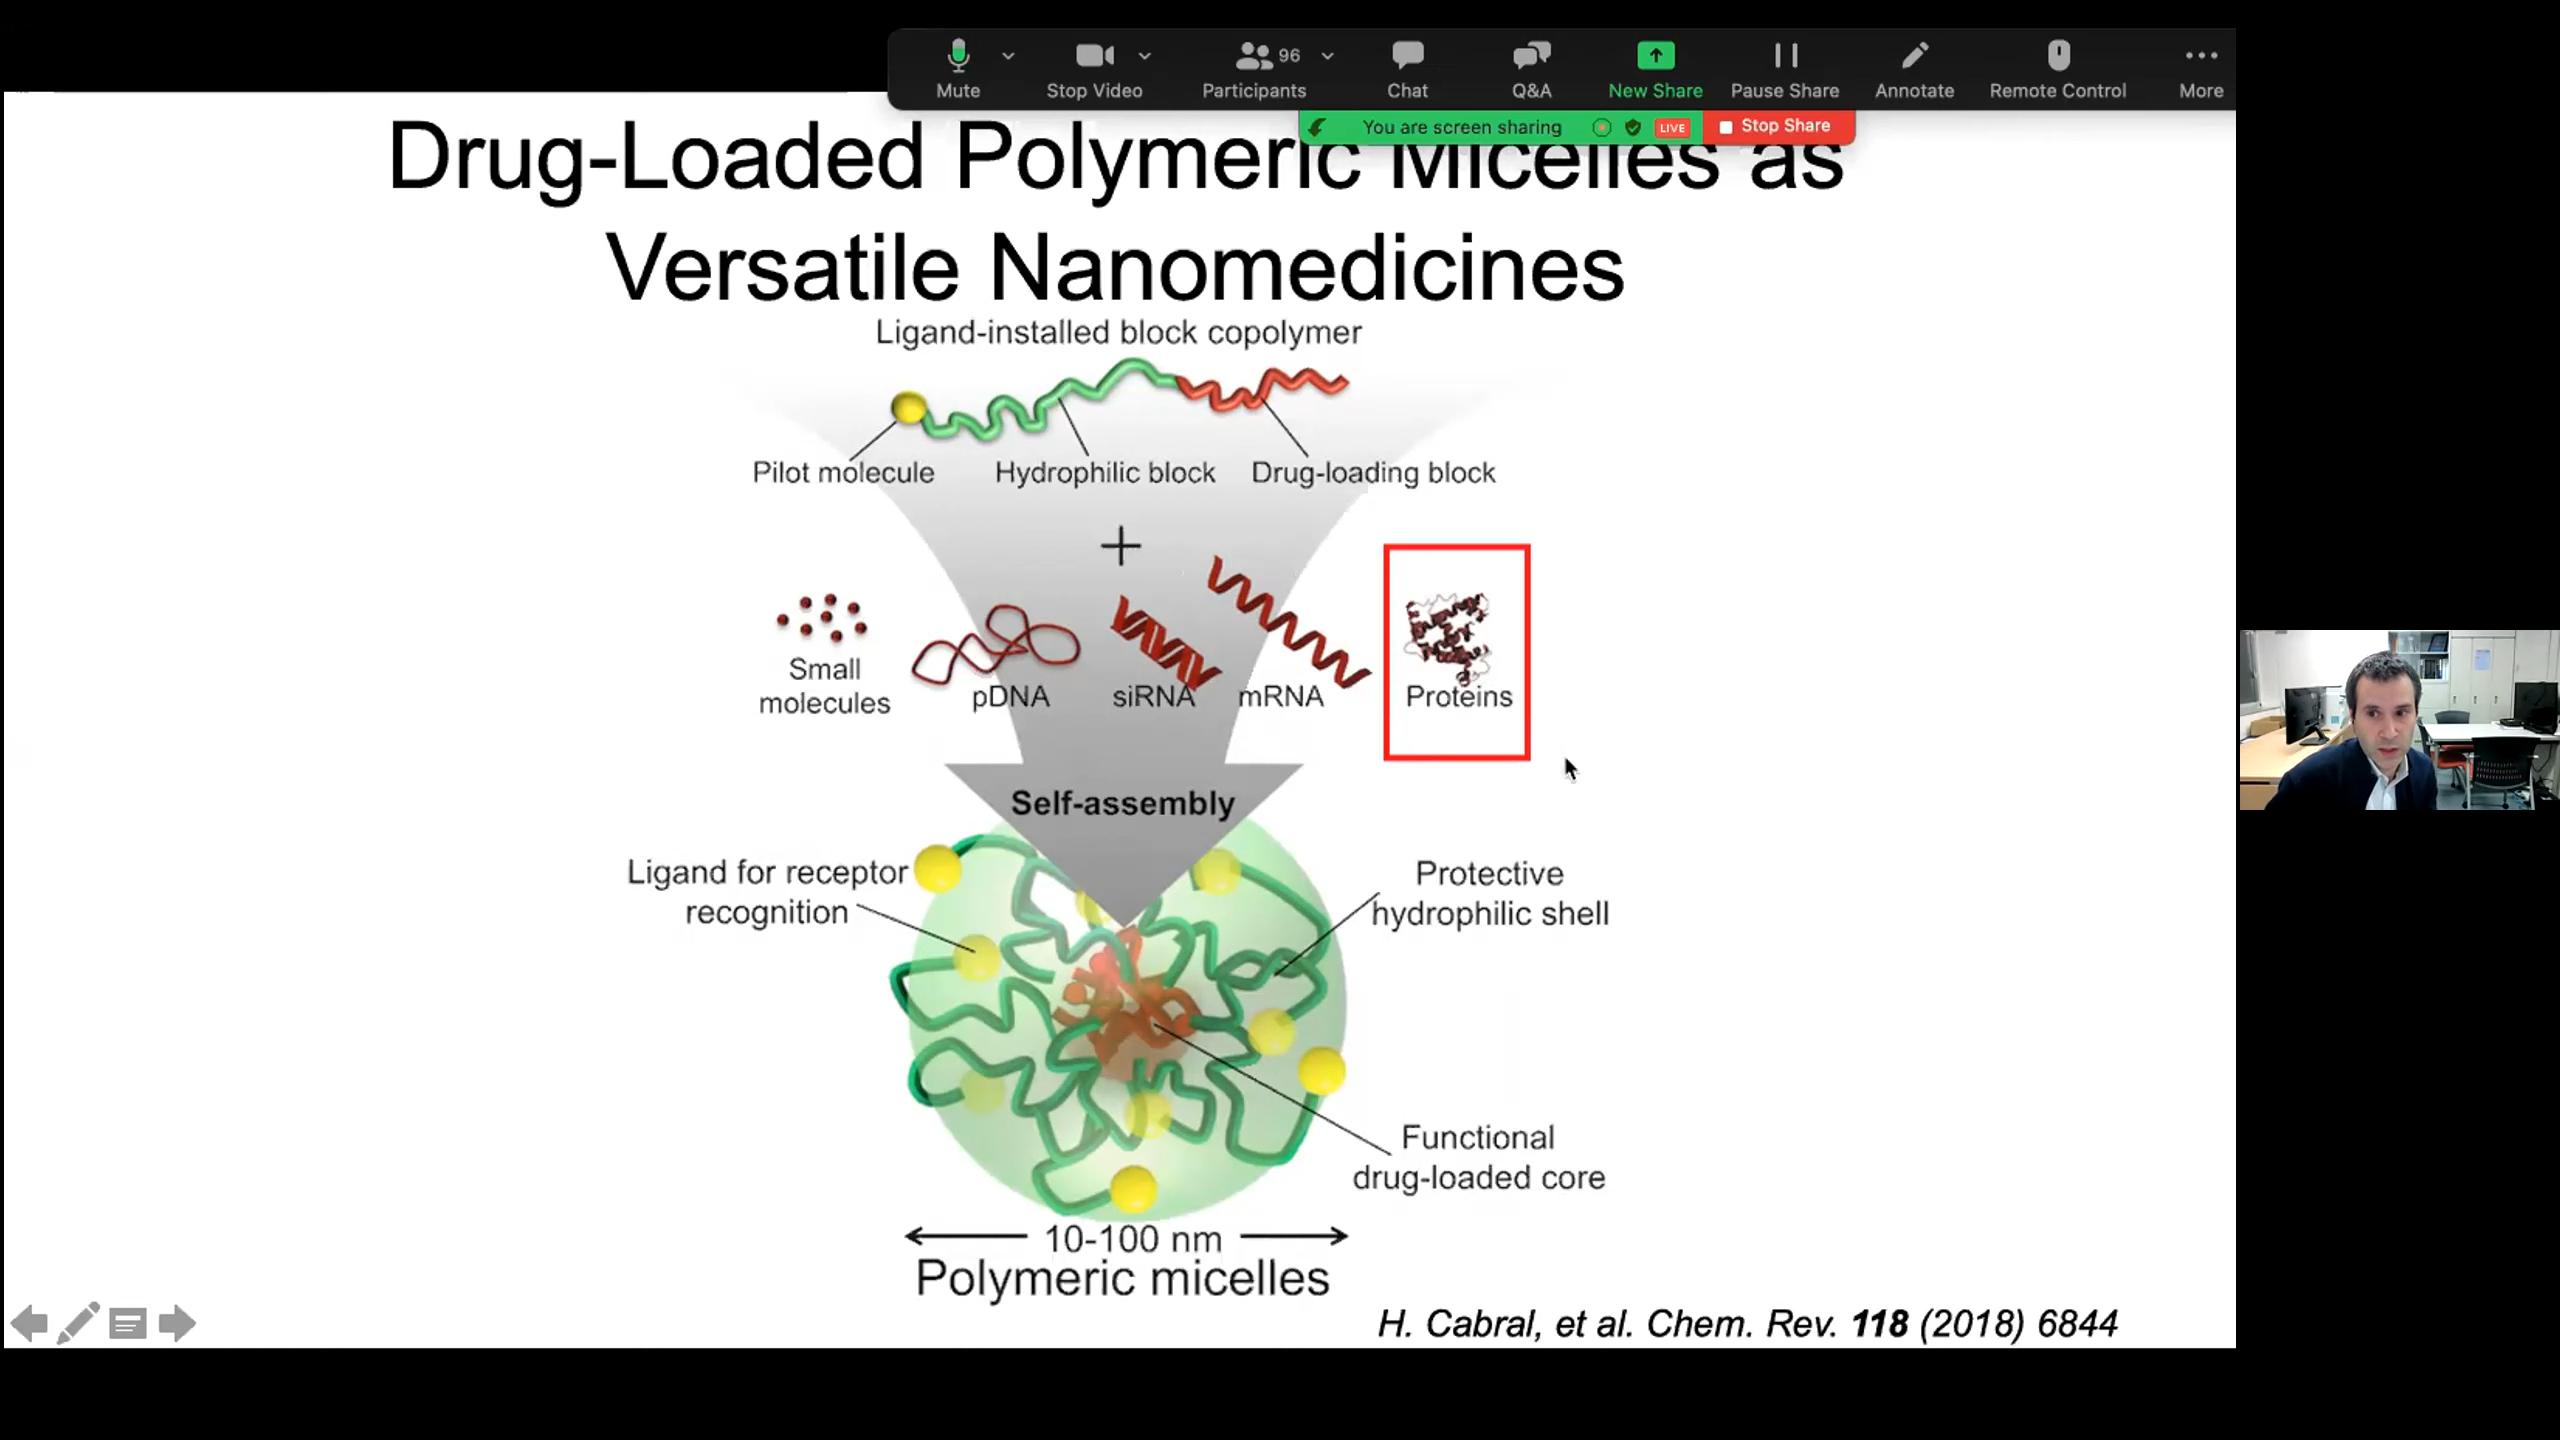 Mute
Stop Video
96
Participants
Chat
Q&A
New Share
Pause Share
Annotate
Remote Control
More
You are screen sharing
LIVE
Stop Share
Drug-Loaded Polymeric Micelles as
Versatile Nanomedicines
Ligand-installed block copolymer
Pilot molecule
Hydrophilic block
Drug-loading block
+
Small
molecules
pDNA
siRNA
mRNA
Proteins
Self-assembly
Ligand for receptor
recognition
Protective
hydrophilic shell
Functional
drug-loaded core
10-100 nm
Polymeric micelles
H. Cabral, et al. Chem. Rev. 118 (2018) 6844